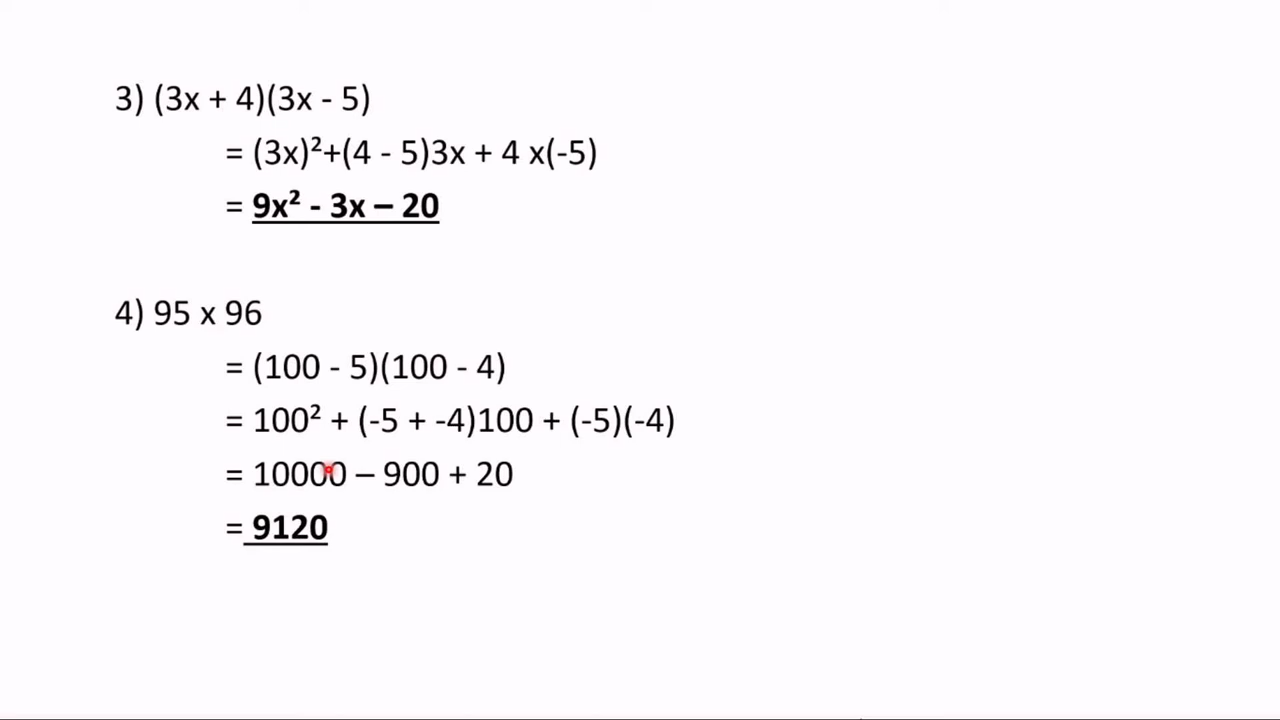 3) (3x + 4)(3x - 5)
= (3x)²+(4 - 5)3x + 4 x(-5)
= 9x² - 3x – 20
4) 95 x 96
= (100 - 5)(100 - 4)
= 100² + (-5 + -4)100 + (-5)(-4)
= 10000 – 900 + 20
= 9120